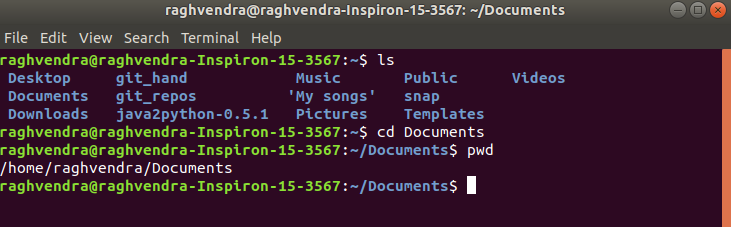 raghvendra@raghvendra-Inspiron-15-3567: ~/Documents
File Edit View Search Terminal Help
raghvendra@raghvendra-Inspiron-15-3567:~$ ls
Desktop git_hand Music Public Videos
Documents git_repos 'My songs' snap
Downloads java2python-0.5.1 Pictures Templates
raghvendra@raghvendra-Inspiron-15-3567:~$ cd Documents
raghvendra@raghvendra-Inspiron-15-3567:~/Documents$ pwd
/home/raghvendra/Documents
raghvendra@raghvendra-Inspiron-15-3567:~/Documents$